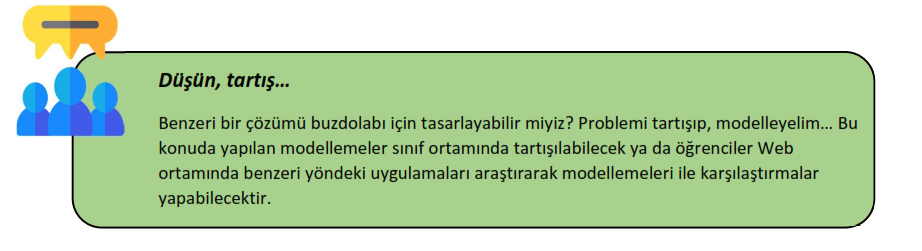 Düşün, tartış…
Benzeri bir çözümü buzdolabı için tasarlayabilir miyiz? Problemi tartışıp, modelleyelim… Bu
konuda yapılan modellemeler sınıf ortamında tartışılabilecek ya da öğrenciler Web
ortamında benzeri yöndeki uygulamaları araştırarak modellemeleri ile karşılaştırmalar
yapabilecektir.